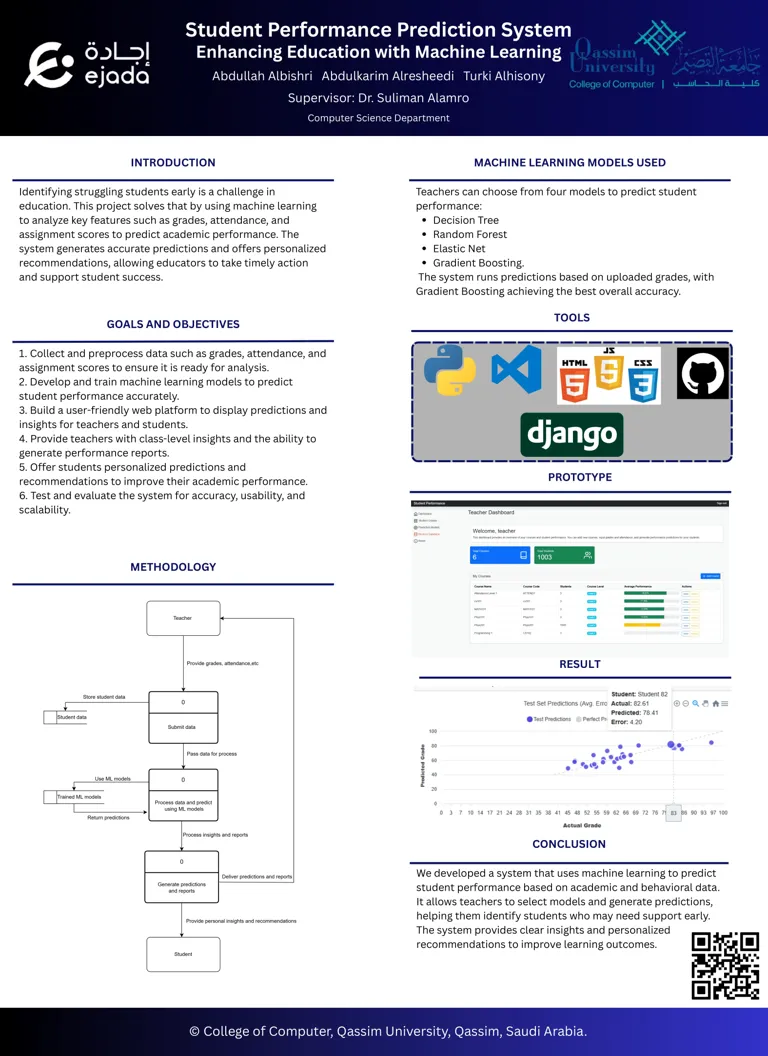 Student Performance Prediction System
Enhancing Education with Machine Learning
Abdullah Albishri Abdulkarim Alresheedi Turki Alhisony
Supervisor: Dr. Suliman Alamro
Computer Science Department
إجادة
ejada
Qassim
University
جامعة القصيم
College of Computer | كلية الحاسب
INTRODUCTION
Identifying struggling students early is a challenge in
education. This project solves that by using machine learning
to analyze key features such as grades, attendance, and
assignment scores to predict academic performance. The
system generates accurate predictions and offers personalized
recommendations, allowing educators to take timely action
and support student success.
GOALS AND OBJECTIVES
1. Collect and preprocess data such as grades, attendance, and
assignment scores to ensure it is ready for analysis.
2. Develop and train machine learning models to predict
student performance accurately.
3. Build a user-friendly web platform to display predictions and
insights for teachers and students.
4. Provide teachers with class-level insights and the ability to
generate performance reports.
5. Offer students personalized predictions and
recommendations to improve their academic performance.
6. Test and evaluate the system for accuracy, usability, and
scalability.
METHODOLOGY
Teacher
Provide grades, attendance,etc
Store student data
0
Student data
Submit data
Pass data for process
Use ML models
0
Trained ML models
Process data and predict
using ML models
Return predictions
Process insights and reports
0
Deliver predictions and reports
Generate predictions
and reports
Provide personal insights and recommendations
Student
MACHINE LEARNING MODELS USED
Teachers can choose from four models to predict student
performance:
• Decision Tree
• Random Forest
• Elastic Net
• Gradient Boosting.
The system runs predictions based on uploaded grades, with
Gradient Boosting achieving the best overall accuracy.
TOOLS
HTML
5
JS
5
CSS
3
django
PROTOTYPE
Student Performance
Teacher Dashboard
Welcome, teacher
6
1003
My Courses
Course Name Course Code Students Course Level Average Performance Actions
RESULT
Student: Student 82
Actual: 82.61
Predicted: 78.41
Error: 4.20
Test Set Predictions (Avg. Erro
Test Predictions Perfect Pr
Predicted Grade
100
80
60
40
20
0
0 3 7 10 14 17 21 24 28 31 35 38 41 45 48 52 55 59 62 66 69 72 76 79 83 86 90 93 97 100
Actual Grade
CONCLUSION
We developed a system that uses machine learning to predict
student performance based on academic and behavioral data.
It allows teachers to select models and generate predictions,
helping them identify students who may need support early.
The system provides clear insights and personalized
recommendations to improve learning outcomes.
© College of Computer, Qassim University, Qassim, Saudi Arabia.